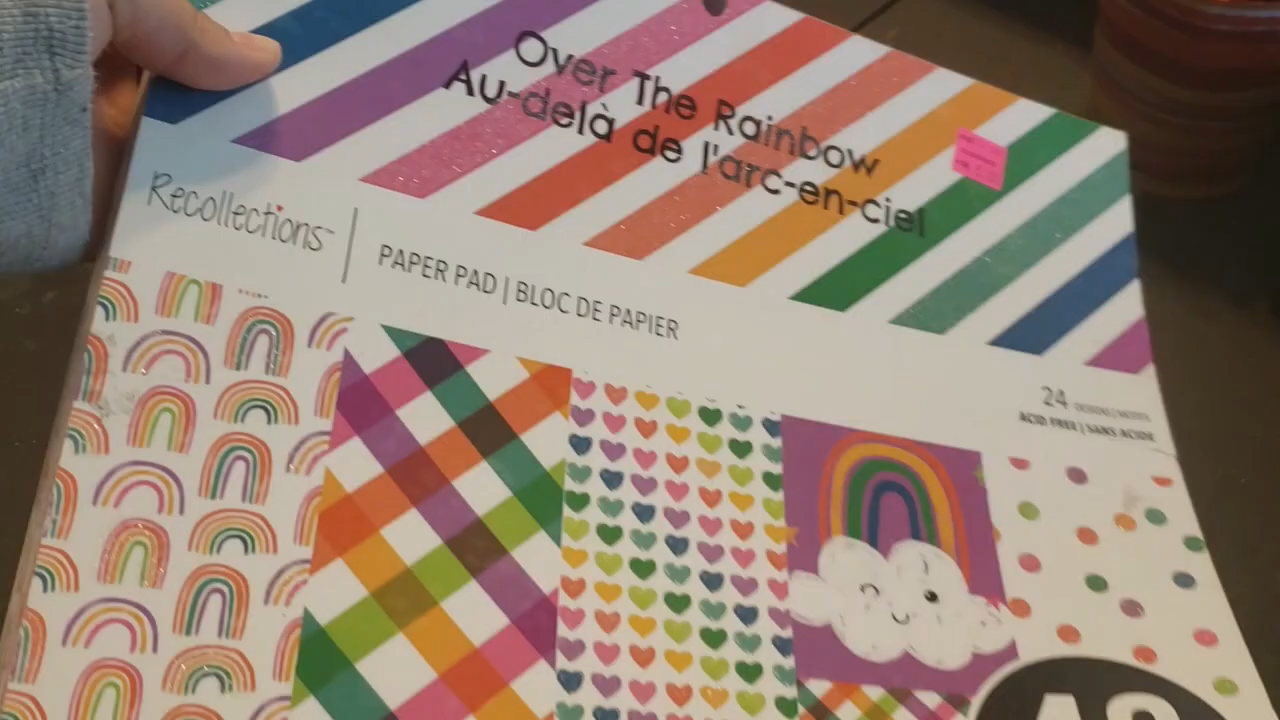 Over The Rainbow
Au-delà de l'arc-en-ciel
Recollections™
PAPER PAD | BLOC DE PAPIER
24
ACID FREE | SANS ACIDE